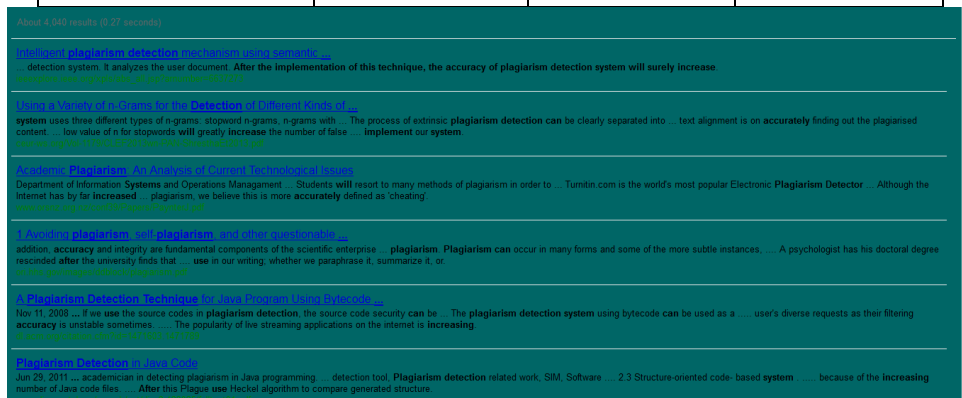 About 4,040 results (0.27 seconds)
Intelligent plagiarism detection mechanism using semantic ...
... detection system. It analyzes the user document. After the implementation of this technique, the accuracy of plagiarism detection system will surely increase.
Using a Variety of n-Grams for the Detection of Different Kinds of ...
system uses three different types of n-grams: stopword n-grams, n-grams with ... The process of extrinsic plagiarism detection can be clearly separated into ... text alignment is on accurately finding out the plagiarised
content. ... low value of n for stopwords will greatly increase the number of false .... implement our system.
Academic Plagiarism: An Analysis of Current Technological Issues
Department of Information Systems and Operations Managament ... Students will resort to many methods of plagiarism in order to ... Turnitin.com is the world's most popular Electronic Plagiarism Detector ... Although the
Internet has by far increased ... plagiarism, we believe this is more accurately defined as 'cheating'.
1 Avoiding plagiarism, self-plagiarism, and other questionable ...
addition, accuracy and integrity are fundamental components of the scientific enterprise ... plagiarism. Plagiarism can occur in many forms and some of the more subtle instances, .... A psychologist has his doctoral degree
rescinded after the university finds that .... use in our writing; whether we paraphrase it, summarize it, or.
A Plagiarism Detection Technique for Java Program Using Bytecode ...
Nov 11, 2008 ... If we use the source codes in plagiarism detection, the source code security can be ... The plagiarism detection system using bytecode can be used as a ..... user's diverse requests as their filtering
accuracy is unstable sometimes. ..... The popularity of live streaming applications on the internet is increasing.
Plagiarism Detection in Java Code
Jun 29, 2011 ... academician in detecting plagiarism in Java programming. ... detection tool, Plagiarism detection related work, SIM, Software .... 2.3 Structure-oriented code- based system ....... because of the increasing
number of Java code files. .... After this Plague use Heckel algorithm to compare generated structure.